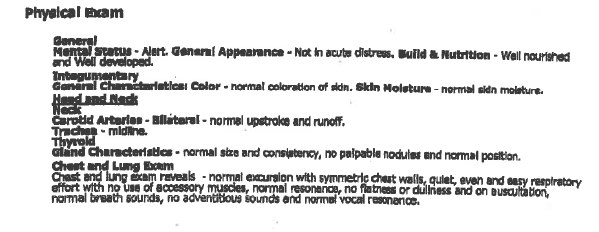 Physical Exam
General
Mental Status - Alert. General Appearance - Not in acute distress. Build & Nutrition - Well nourished
and Well developed.
Integumentary
General Characteristics: Color - normal coloration of skin. Skin Moisture - normal skin moisture.
Head and Neck
Neck
Carotid Arteries - Bilateral - normal upstroke and runoff.
Trachea - midline.
Thyroid
Gland Characteristics - normal size and consistency, no palpable nodules and normal position.
Chest and Lung Exam
Chest and lung exam reveals - normal excursion with symmetric chest walls, quiet, even and easy respiratory
effort with no use of accessory muscles, normal resonance, no flatness or dullness and on auscultation,
normal breath sounds, no adventitious sounds and normal vocal resonance.